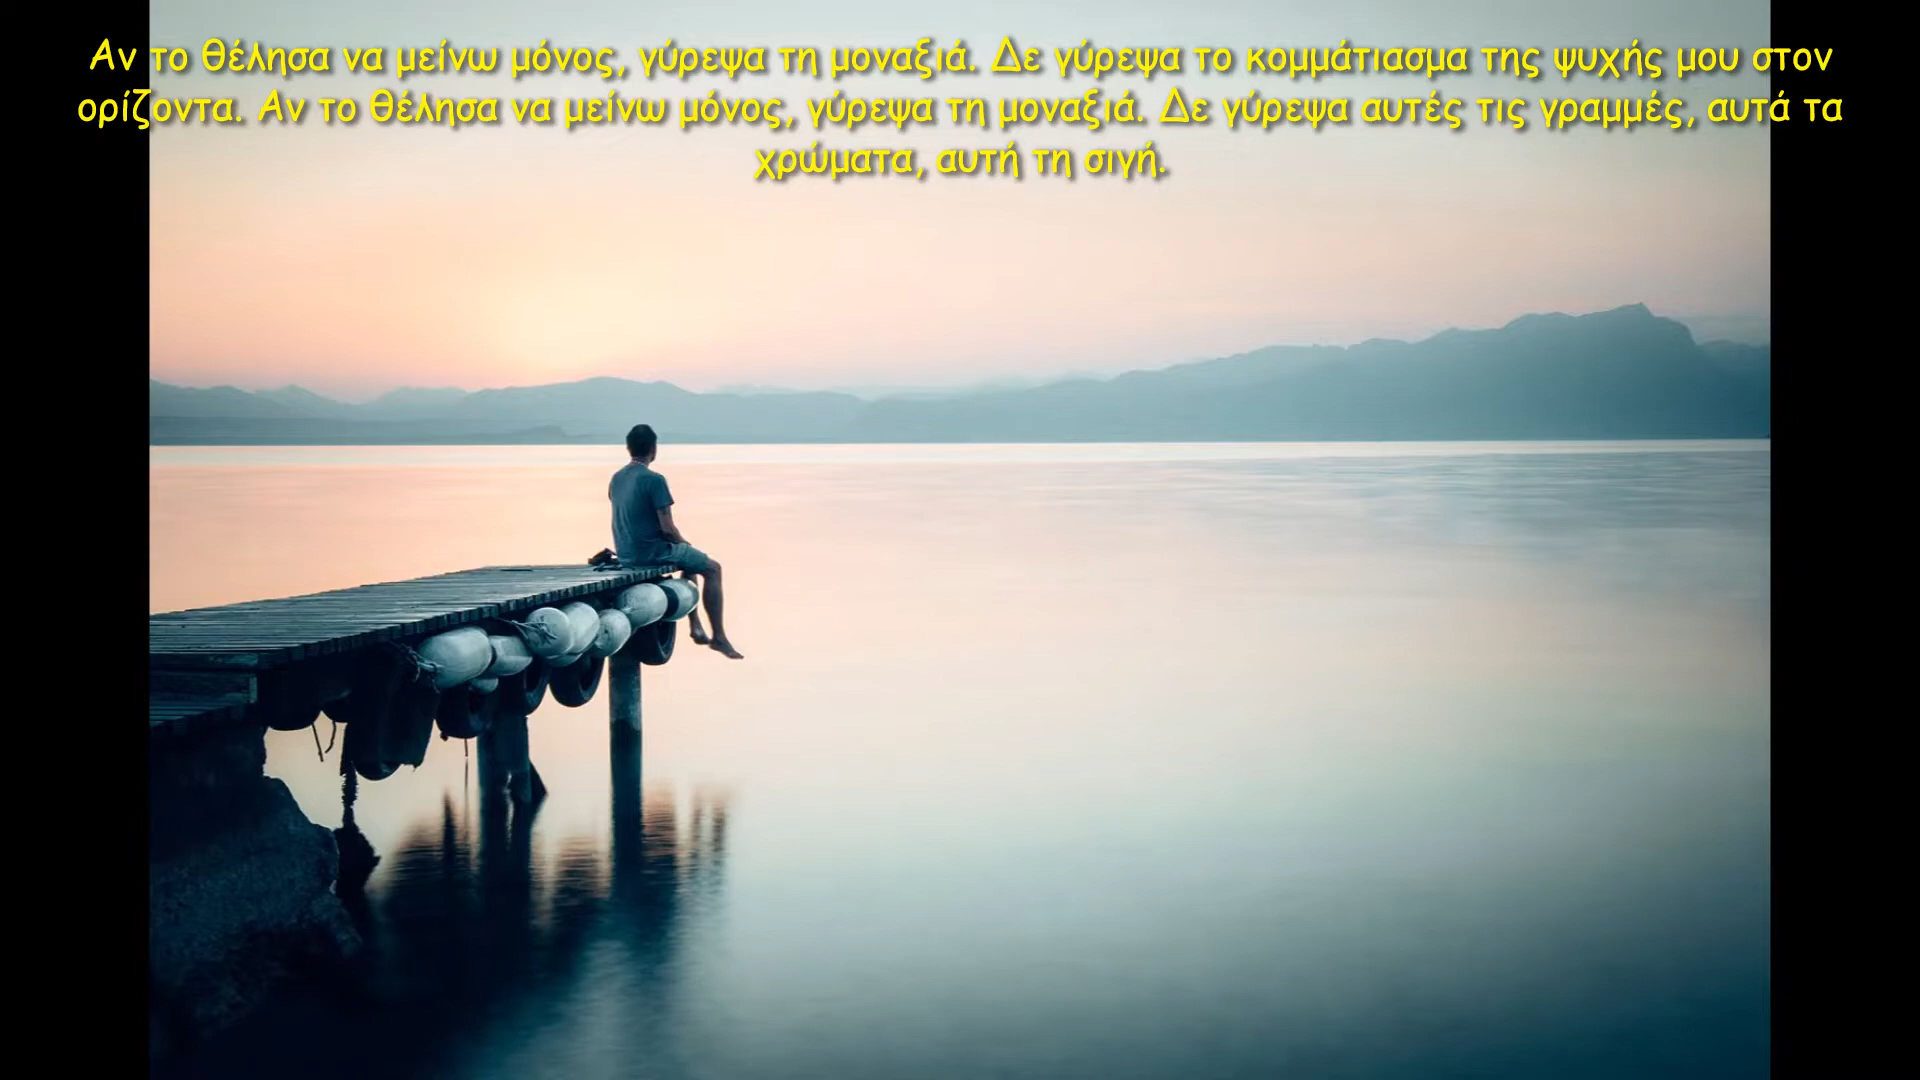 Αν το θέλησα να μείνω μόνος, γύρεψα τη μοναξιά. Δε γύρεψα το κομμάτιασμα της ψυχής μου στον
ορίζοντα. Αν το θέλησα να μείνω μόνος, γύρεψα τη μοναξιά. Δε γύρεψα αυτές τις γραμμές, αυτά τα
χρώματα, αυτή τη σιγή.